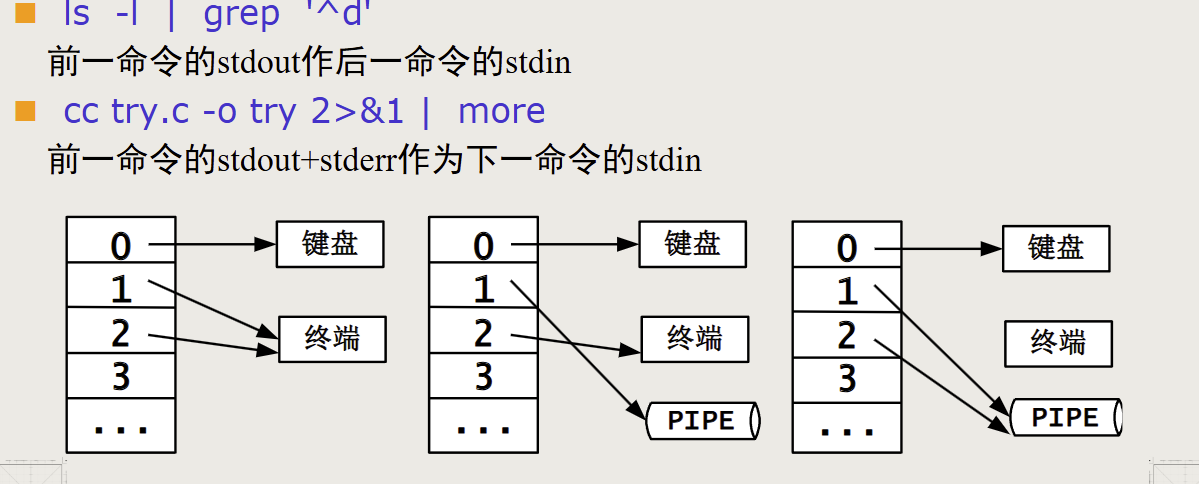 ls -l | grep '^d'
前一命令的stdout作后一命令的stdin
cc try.c -o try 2>&1 | more
前一命令的stdout+stderr作为下一命令的stdin
0
1
2
3
...
键盘
终端
0
1
2
3
...
键盘
终端
PIPE
0
1
2
3
...
键盘
终端
PIPE